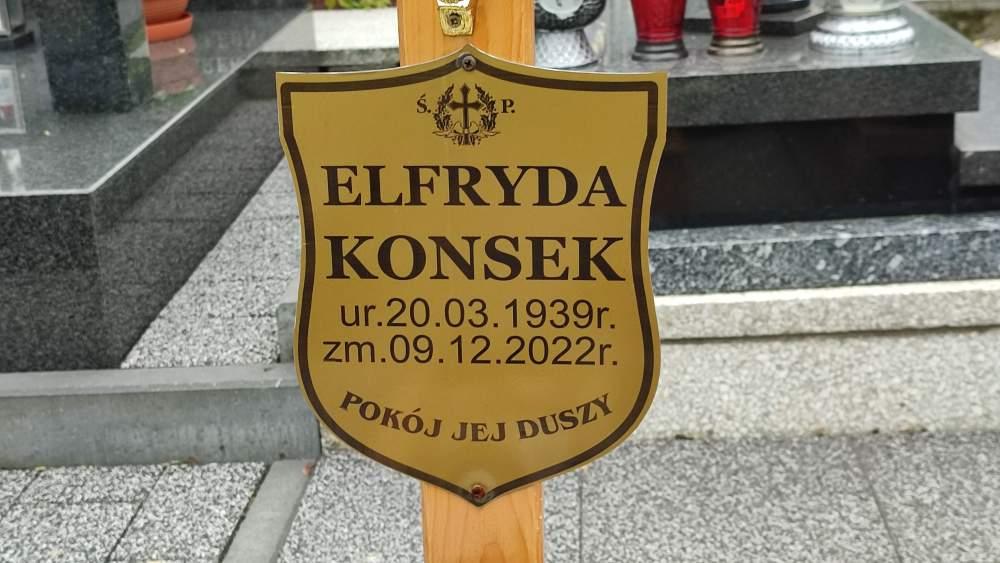 Ś. P.
ELFRYDA
KONSEK
ur.20.03.1939r.
zm.09.12.2022r.
POKÓJ JEJ DUSZY